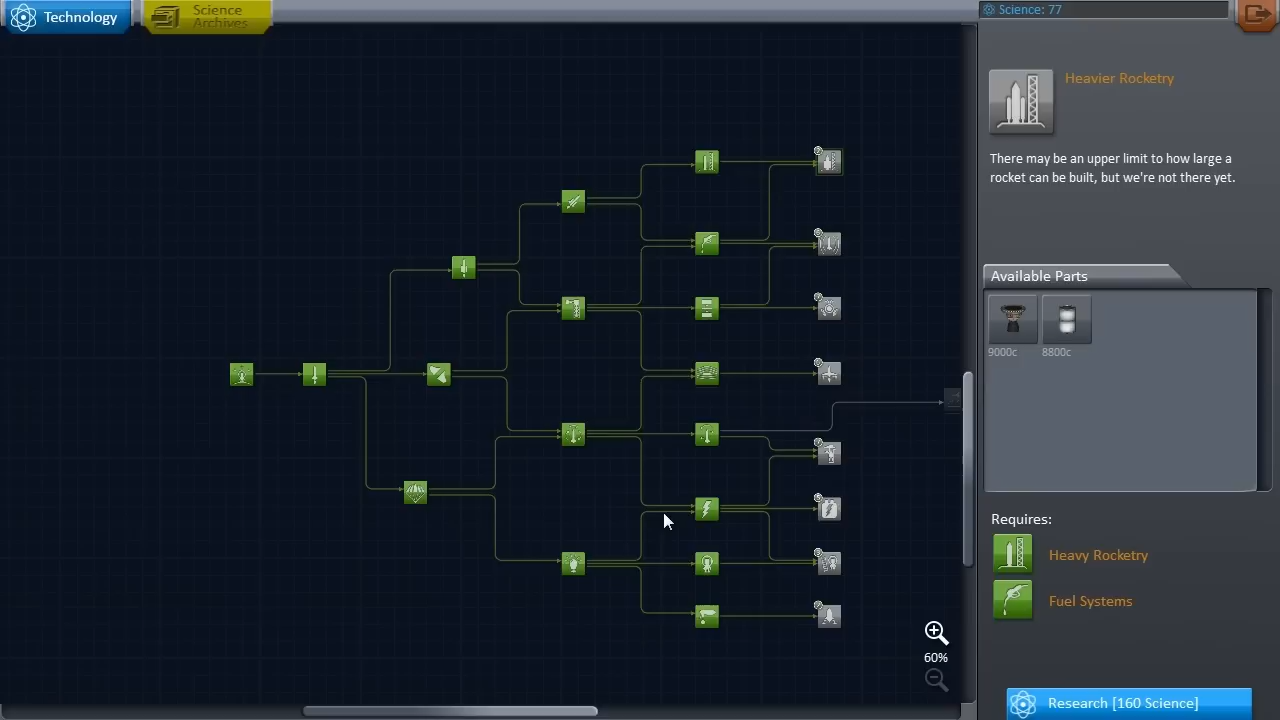 Technology
Science
Archives
Science: 77
Heavier Rocketry
There may be an upper limit to how large a
rocket can be built, but we're not there yet.
Available Parts
9000c
8800c
Requires:
Heavy Rocketry
Fuel Systems
60%
Research [160 Science]